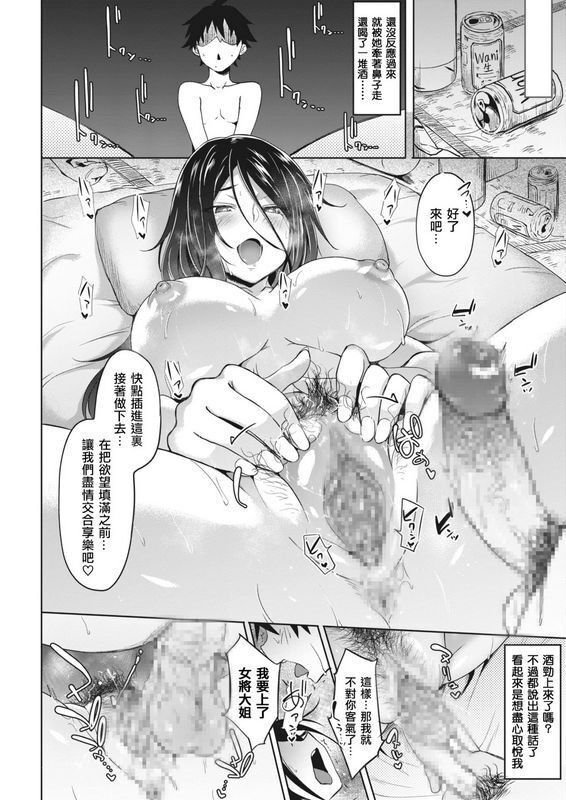 Wani
生
Wani
生
還沒反應過來
就被她牽著鼻子走
還喝了一堆酒……
好了
來吧…
快點插進這裏
接著做下去…
在把欲望填滿之前…
讓我們盡情交合享樂吧♡
酒勁上來了嗎？
不過都說出這種話了
看起來是想盡心取悅我
這樣…那我就
不對你客氣了…
我要上了
女將大姐